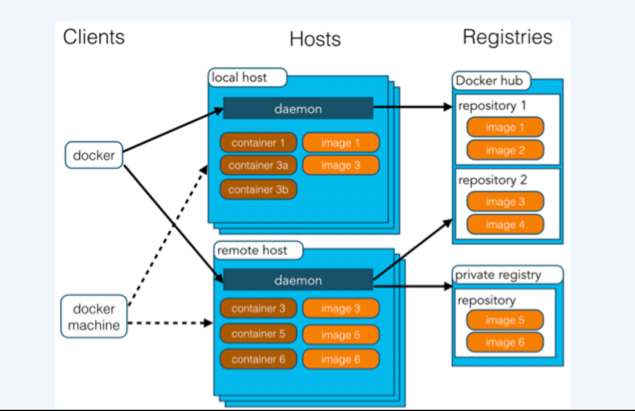 Clients
Hosts
Registries
docker
docker
machine
local host
daemon
container 1
image 1
container 3a
image 3
container 3b
remote host
daemon
container 3
image 3
container 5
image 5
container 6
image 6
Docker hub
repository 1
image 1
image 2
repository 2
image 3
image 4
private registry
repository
image 5
image 6